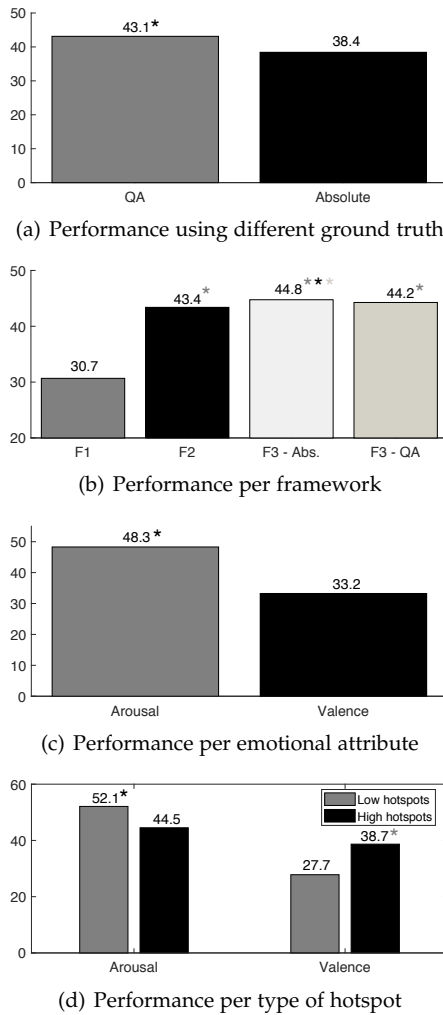 50
43.1*
38.4
40
30
20
10
0
QA
Absolute
(a) Performance using different ground truth
50
44.8***
44.2*
43.4*
40
30.7
30
20
F1
F2
F3 - Abs.
F3 - QA
(b) Performance per framework
50
48.3*
40
33.2
30
20
10
0
Arousal
Valence
(c) Performance per emotional attribute
60
52.1*
Low hotspots
High hotspots
44.5
38.7*
40
27.7
20
0
Arousal
Valence
(d) Performance per type of hotspot